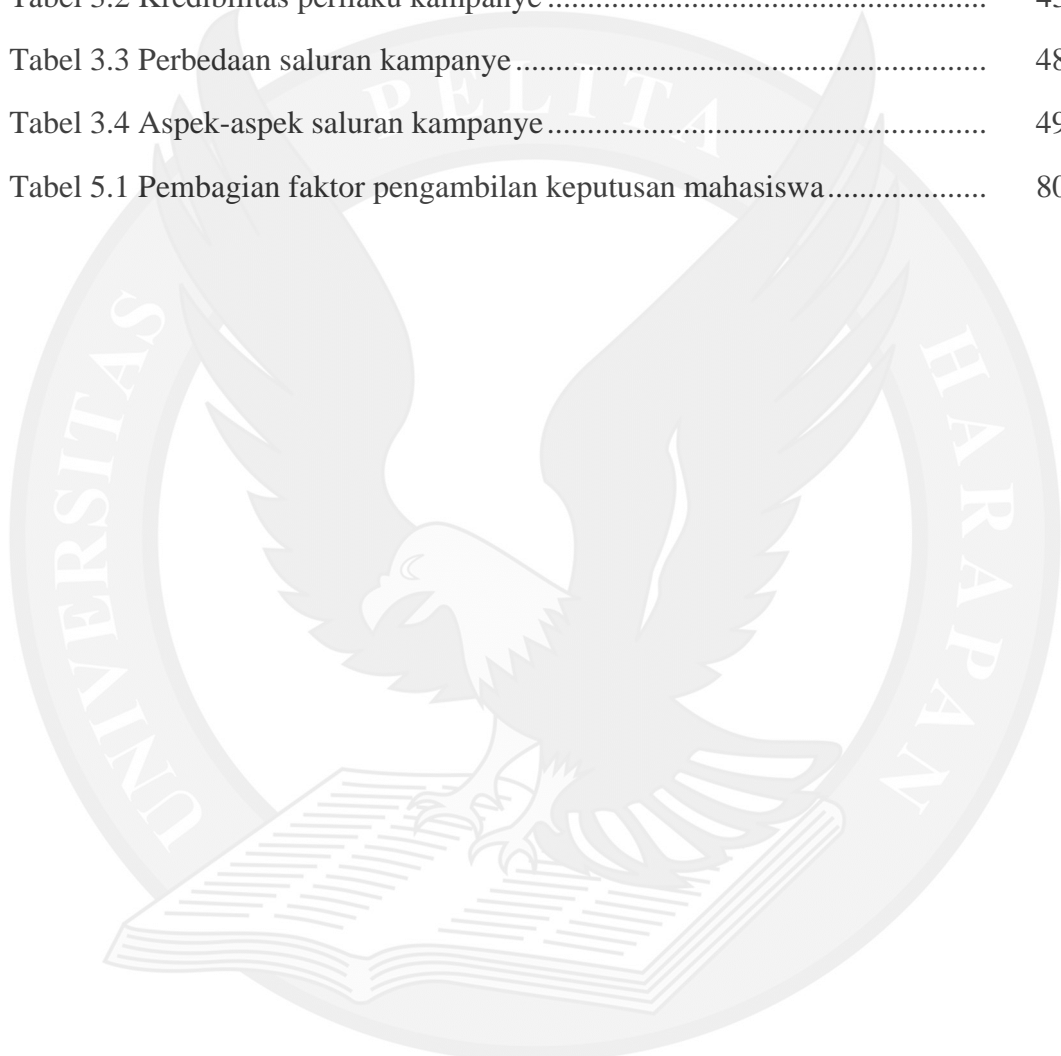 Tabel 3.2 Kredibilitas perilaku kampanye ........................................................
Tabel 3.3 Perbedaan saluran kampanye ............................................................ 48
Tabel 3.4 Aspek-aspek saluran kampanye ........................................................ 49
Tabel 5.1 Pembagian faktor pengambilan keputusan mahasiswa .................... 80
UNIVERSITAS PELITA HARAPAN